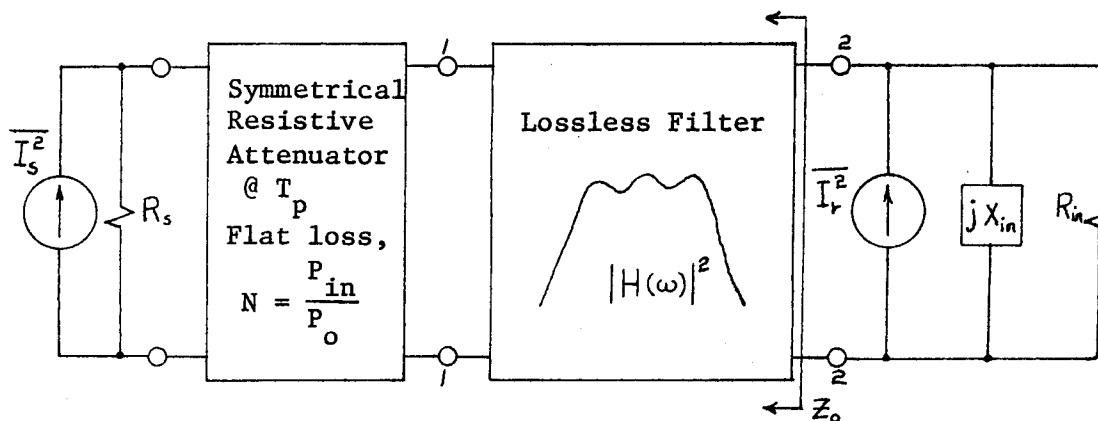 Symmetrical
Resistive
Attenuator
@ T_p
Flat loss,
N = P_in / P_o
Lossless Filter
|H(ω)|²
I_s²
R_s
1
1
2
2
Z_o
I_r²
jX_in
R_in